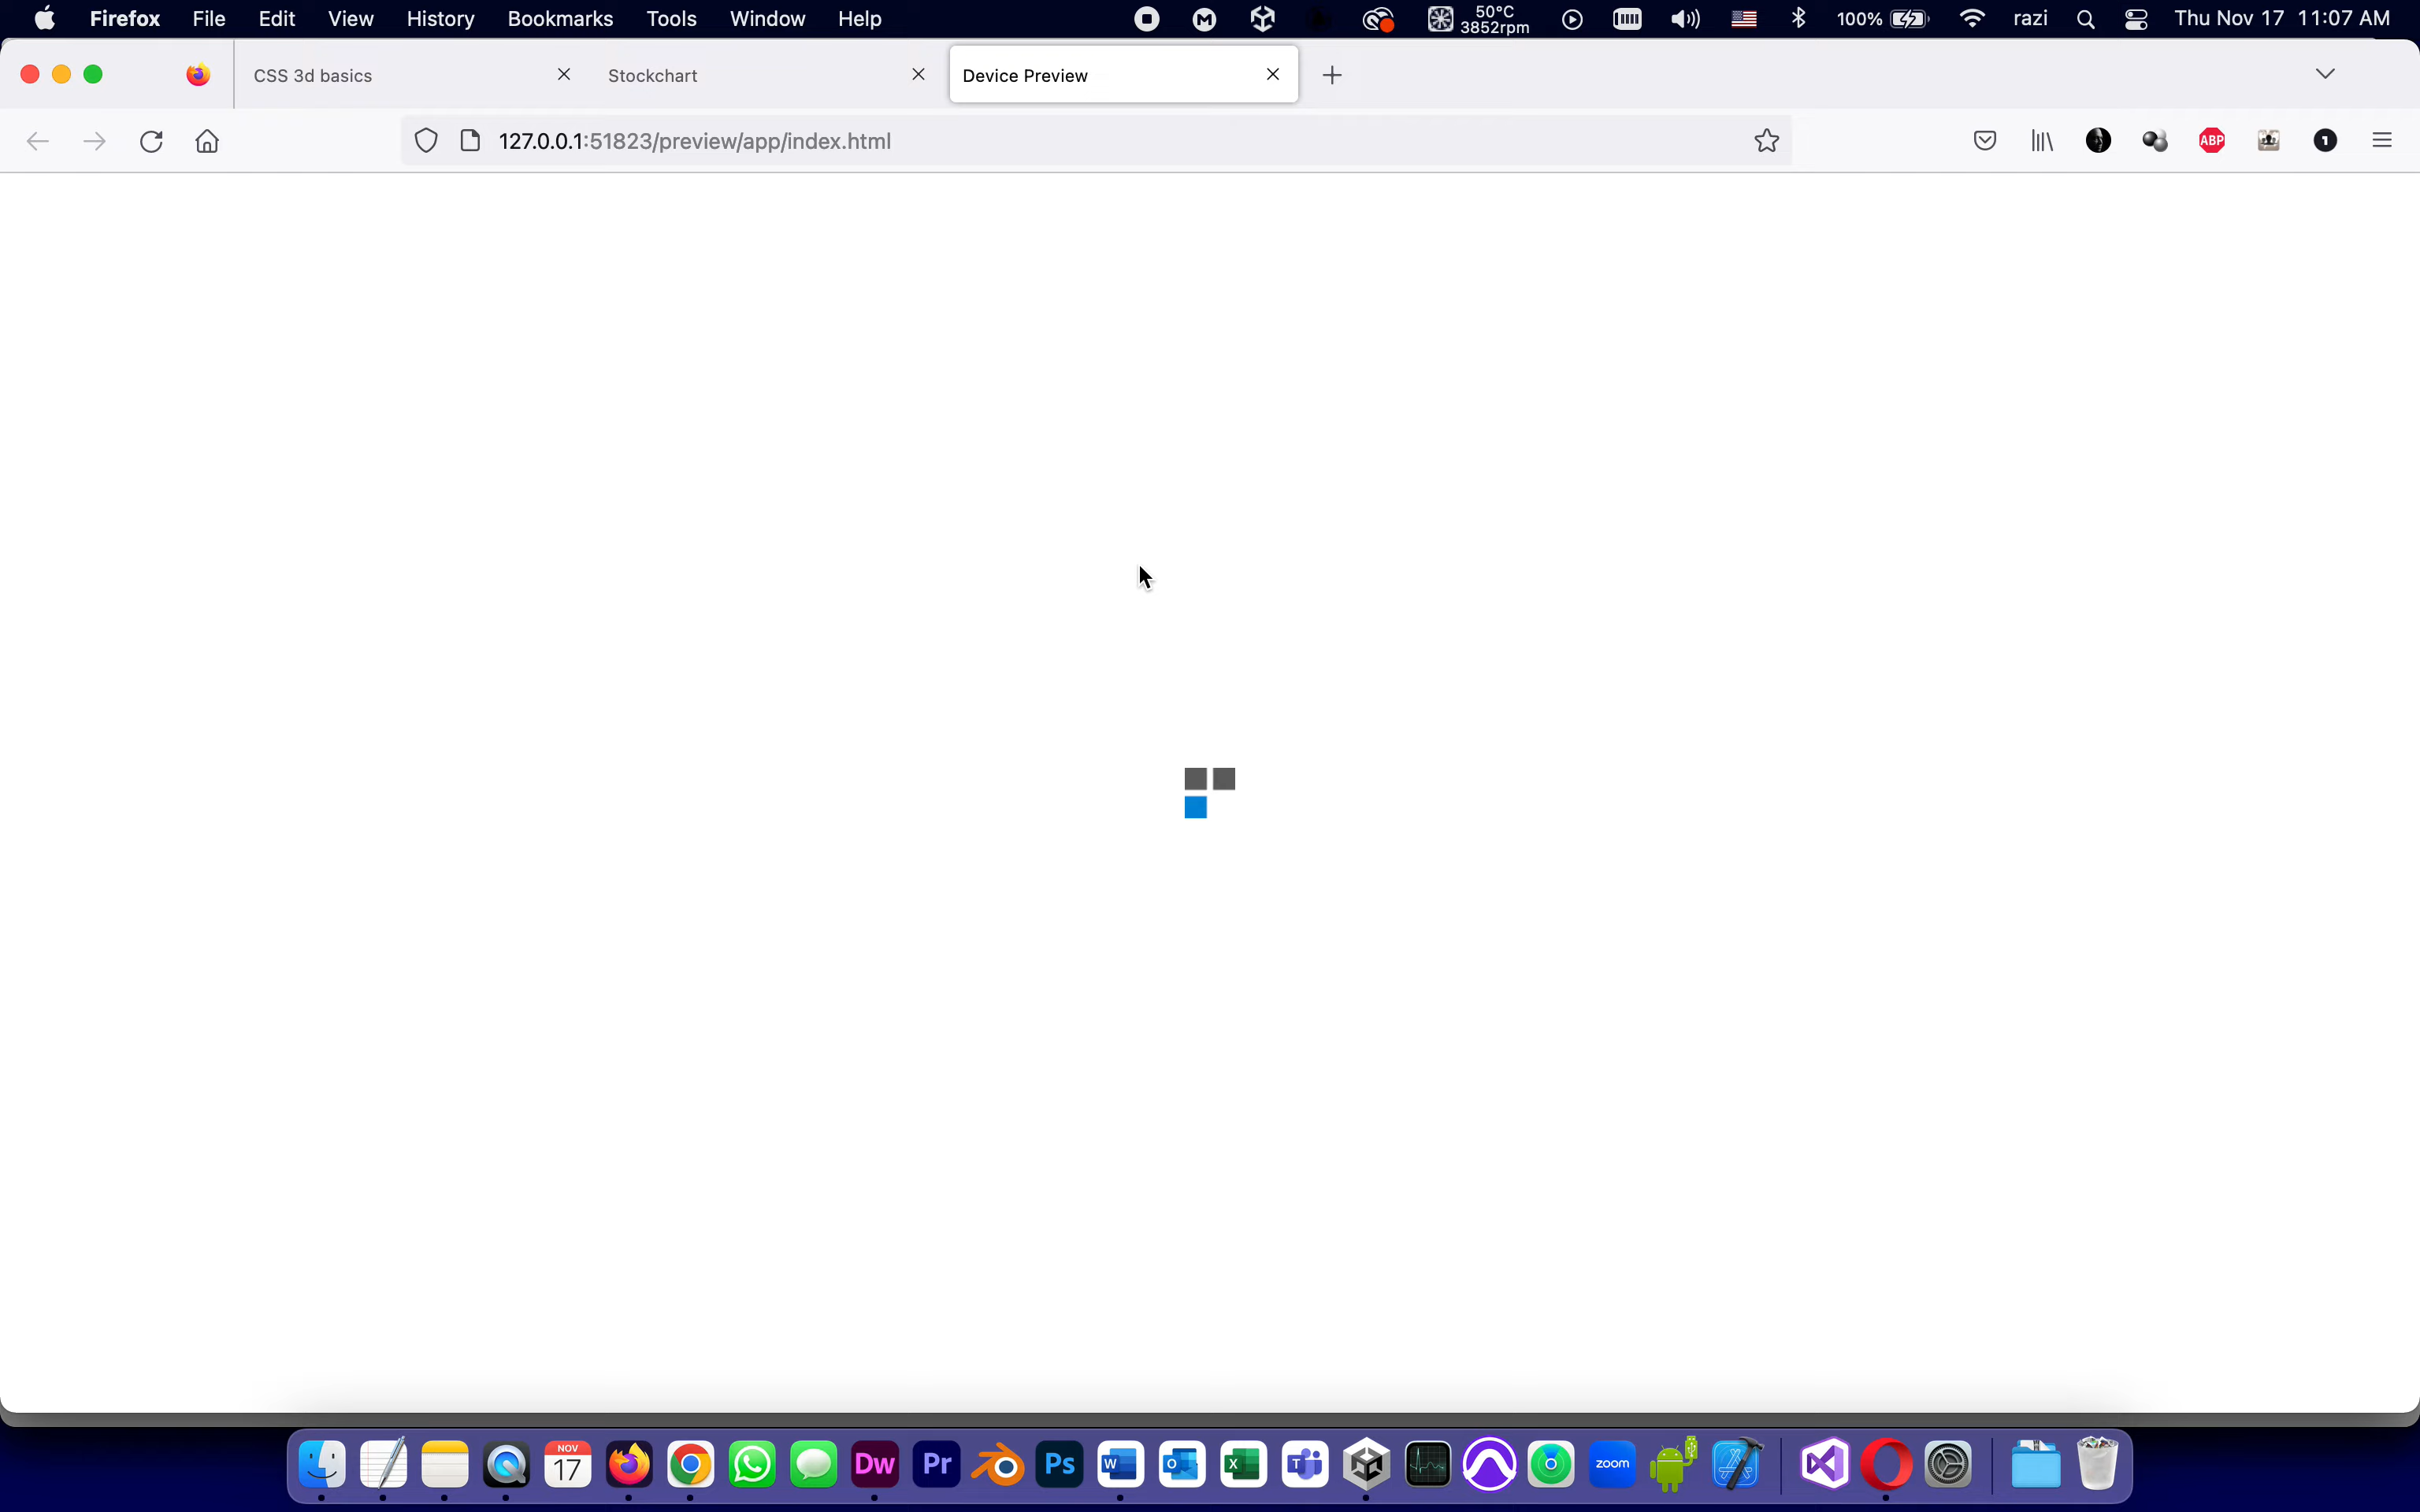 Firefox File Edit View History Bookmarks Tools Window Help 50°C 3852rpm 100% razi Thu Nov 17 11:07 AM
CSS 3d basics Stockchart Device Preview
127.0.0.1:51823/preview/app/index.html ABP 1
NOV
17 Dw Pr Ps W O X T zoom